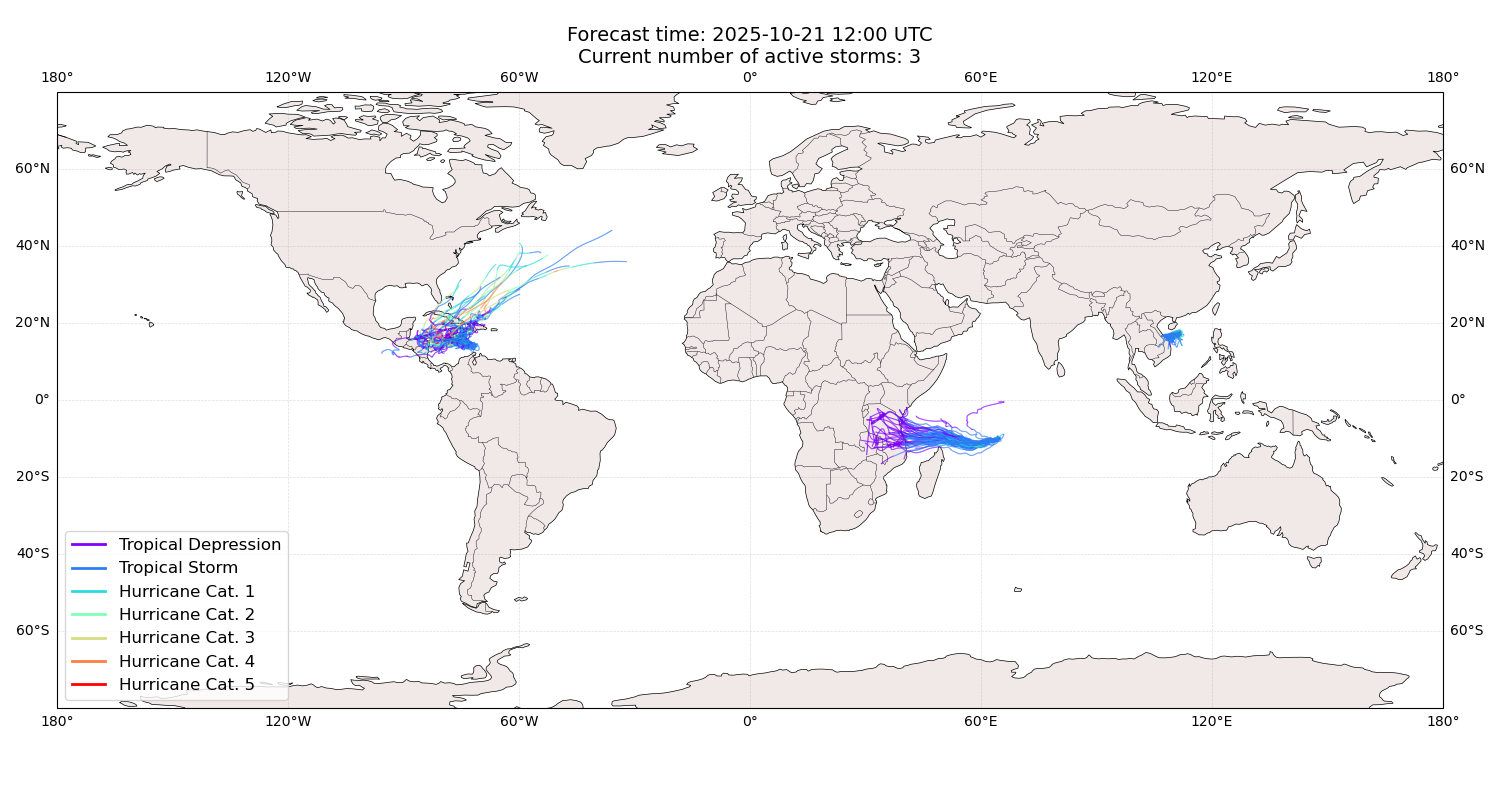 Forecast time: 2025-10-21 12:00 UTC
Current number of active storms: 3
180° 120°W 60°W 0° 60°E 120°E 180°
60°N 60°N
40°N 40°N
20°N 20°N
0° 0°
20°S 20°S
40°S 40°S
60°S 60°S
Tropical Depression
Tropical Storm
Hurricane Cat. 1
Hurricane Cat. 2
Hurricane Cat. 3
Hurricane Cat. 4
Hurricane Cat. 5
180° 120°W 60°W 0° 60°E 120°E 180°